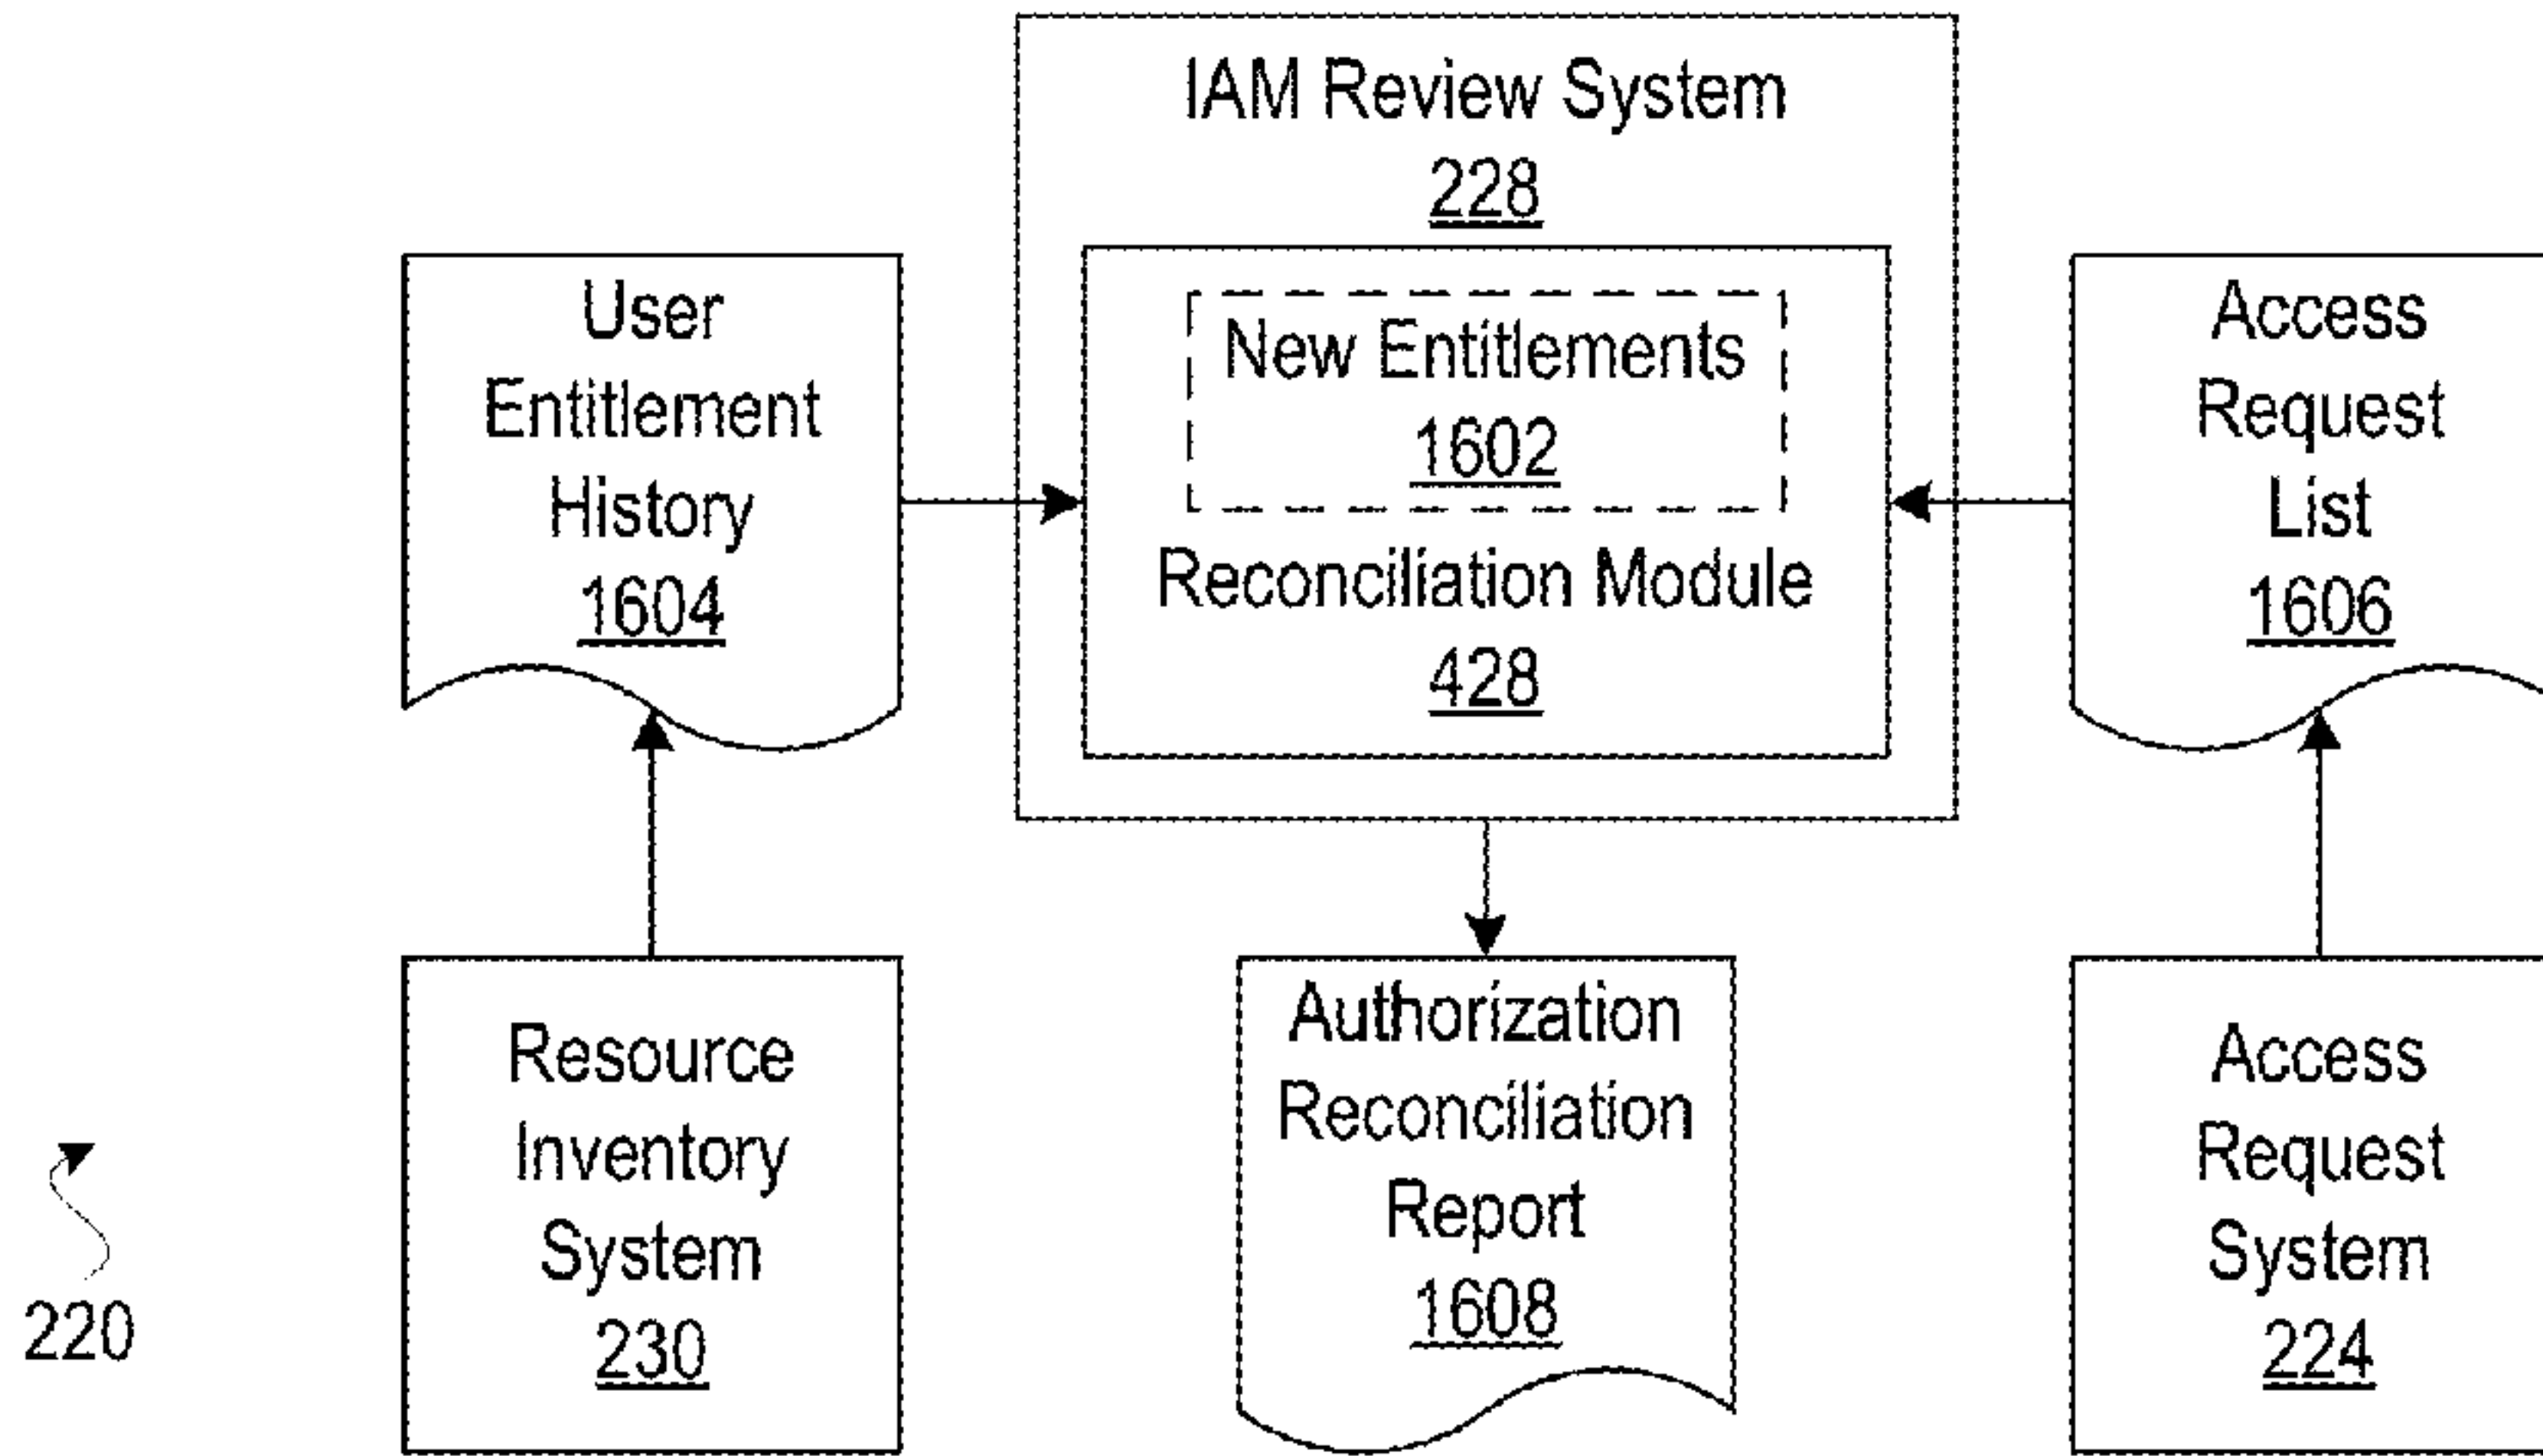 IAM Review System
228
User
Entitlement
History
1604
New Entitlements
1602
Reconciliation Module
428
Access
Request
List
1606
Resource
Inventory
System
230
Authorization
Reconciliation
Report
1608
Access
Request
System
224
220